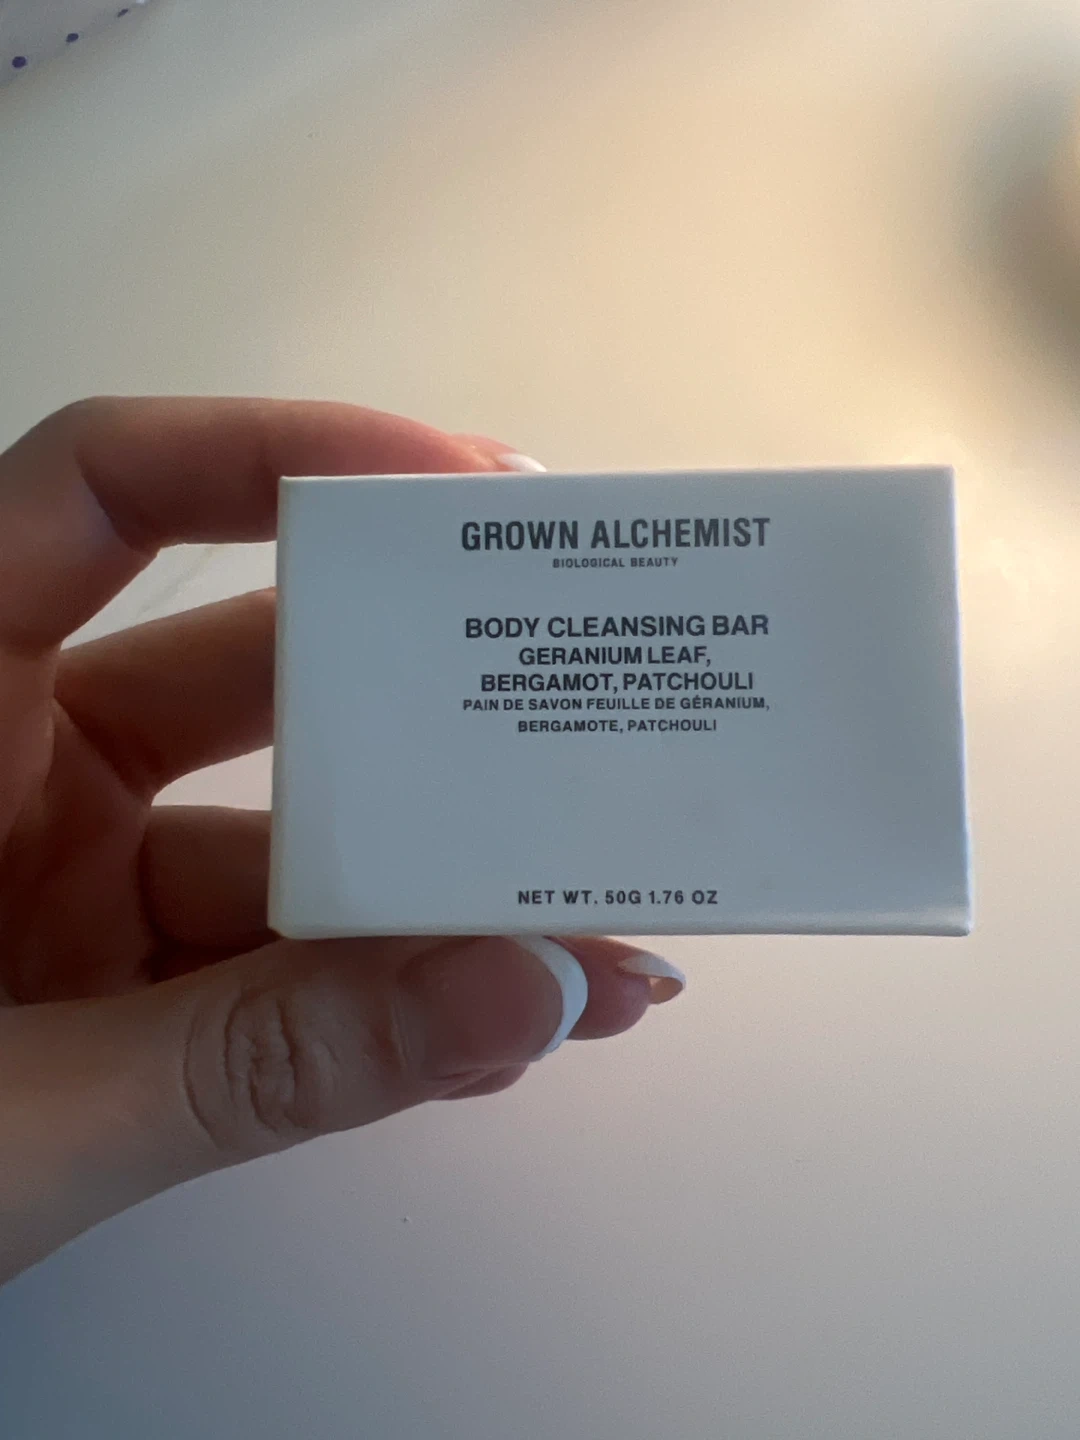 GROWN ALCHEMIST
BIOLOGICAL BEAUTY
BODY CLEANSING BAR
GERANIUM LEAF,
BERGAMOT, PATCHOULI
PAIN DE SAVON FEUILLE DE GÉRANIUM,
BERGAMOTE, PATCHOULI
NET WT. 50G 1.76 OZ